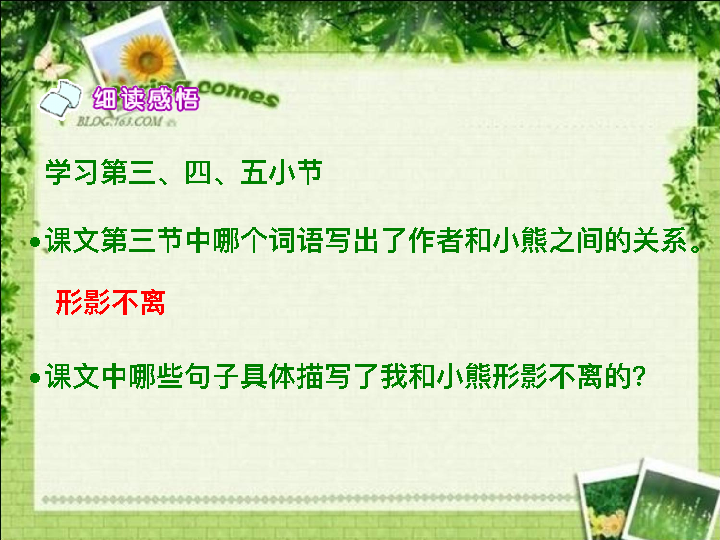 comes
细读感悟
BLOG.163.COM
学习第三、四、五小节
•课文第三节中哪个词语写出了作者和小熊之间的关系。
形影不离
•课文中哪些句子具体描写了我和小熊形影不离的?